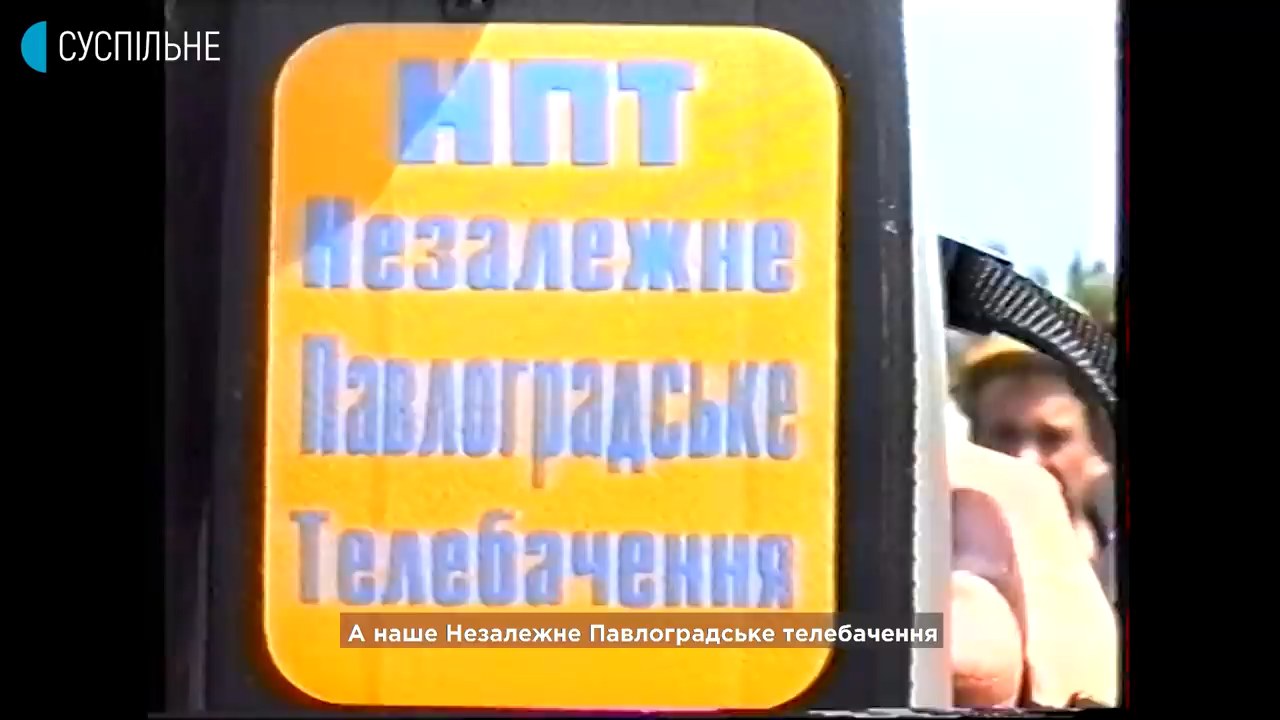 СУСПІЛЬНЕ
НПТ
Незалежне
Павлоградське
Телебачення
А наше Незалежне Павлоградське телебачення